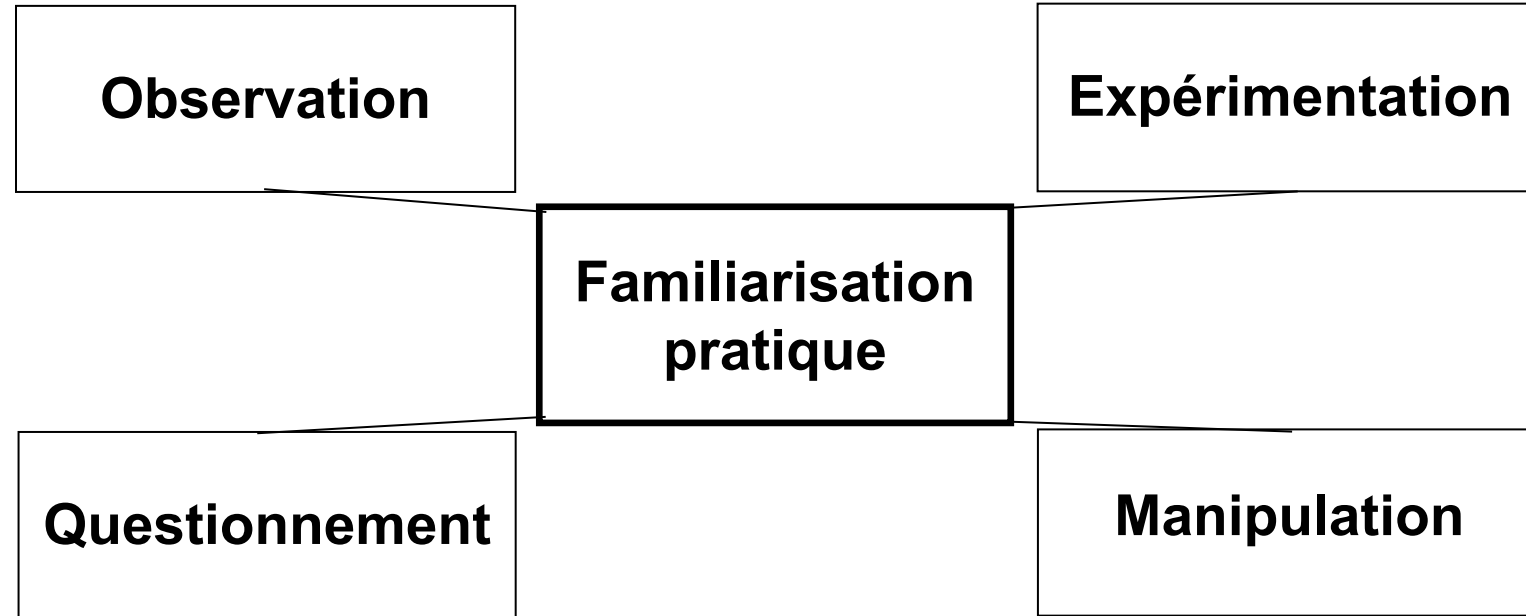 Observation
Expérimentation
Familiarisation
pratique
Questionnement
Manipulation